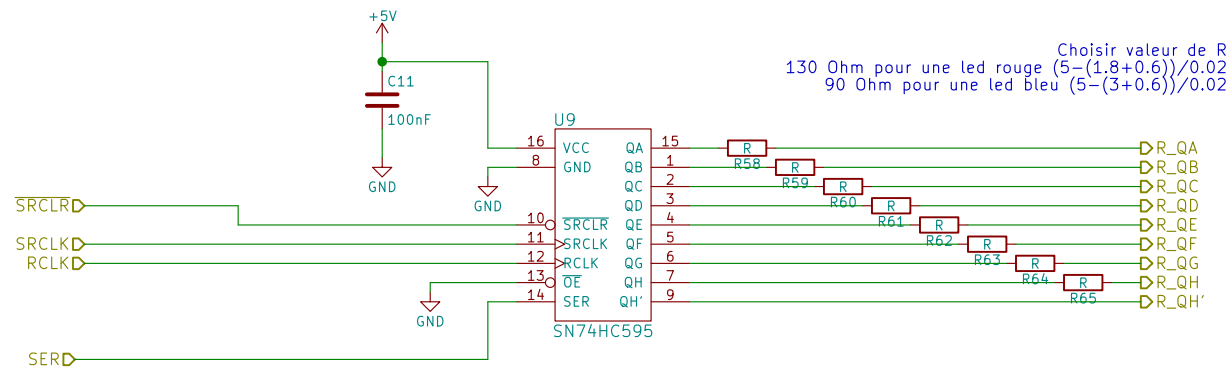 +5V
Choisir valeur de R
130 Ohm pour une led rouge (5-(1.8+0.6))/0.02
90 Ohm pour une led bleu (5-(3+0.6))/0.02
C11
100nF
GND
U9
16 VCC QA 15 R R58 R_QA
8 GND QB 1 R R59 R_QB
GND
QC 2 R R60 R_QC
SRCLR QD 3 R R61 R_QD
10 SRCLR QE 4 R R62 R_QE
SRCLK 11 SRCLK QF 5 R R63 R_QF
RCLK 12 RCLK QG 6 R R64 R_QG
13 OE QH 7 R R65 R_QH
14 SER QH' 9 R_QH'
GND
SN74HC595
SER